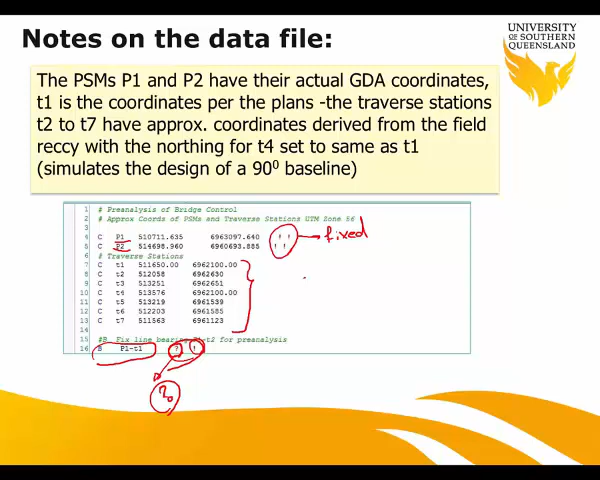 Notes on the data file:
UNIVERSITY
OF SOUTHERN
QUEENSLAND
The PSMs P1 and P2 have their actual GDA coordinates,
t1 is the coordinates per the plans -the traverse stations
t2 to t7 have approx. coordinates derived from the field
reccy with the northing for t4 set to same as t1
(simulates the design of a 90⁰ baseline)
1 # Preanalysis of Bridge Control
2 # Approx Coords of PSMs and Traverse Stations UTM Zone 56
4 C P1 510711.635 6963097.640 ! ! fixed
5 C P2 514698.960 6960693.885 ! !
6 # Traverse Stations
7 C t1 511650.00 6962100.00
8 C t2 512058 6962630
9 C t3 513251 6962651
10 C t4 513576 6962100.00
11 C t5 513219 6961539
12 C t6 512203 6961585
13 C t7 511563 6961123
14
15 #B Fix line bearing t2 for preanalysis
16 B P1-t1 ? !